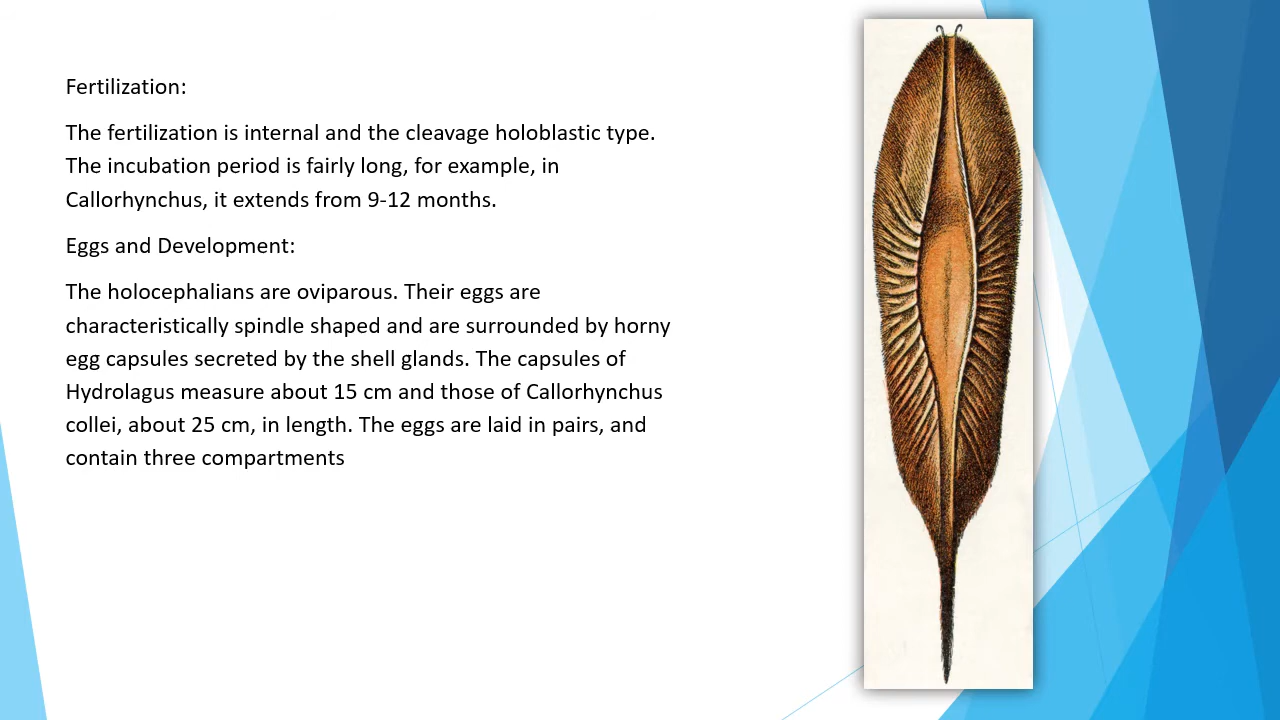 Fertilization:
The fertilization is internal and the cleavage holoblastic type.
The incubation period is fairly long, for example, in
Callorhynchus, it extends from 9-12 months.
Eggs and Development:
The holocephalians are oviparous. Their eggs are
characteristically spindle shaped and are surrounded by horny
egg capsules secreted by the shell glands. The capsules of
Hydrolagus measure about 15 cm and those of Callorhynchus
collei, about 25 cm, in length. The eggs are laid in pairs, and
contain three compartments